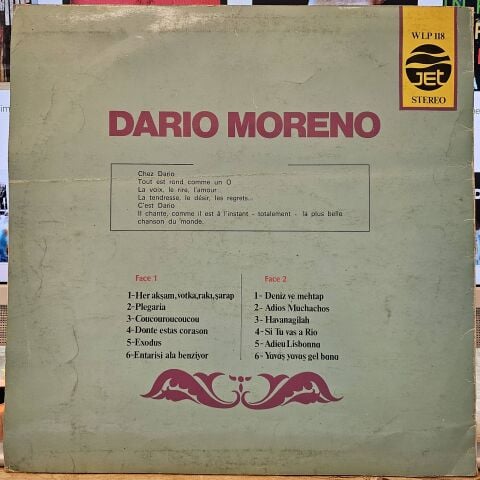 WLP 118
JET
STEREO
DARIO MORENO
Chez Dario
Tout est rond comme un O
La voix, le rire, l'amour...
La tendresse, le désir, les regrets...
C'est Dario
Il chante, comme il est à l'instant - totalement - la plus belle
chanson du monde.
Face 1
1-Her akşam,votka,rakı,şarap
2-Plegaria
3-Coucouroucoucou
4-Donte estas corason
5-Exodus
6-Entarisi ala benziyor
Face 2
1- Deniz ve mehtap
2- Adios Muchachos
3- Havanagilah
4- Si Tu vas a Rio
5- Adieu Lisbonna
6- Yavaş yavaş gel bana